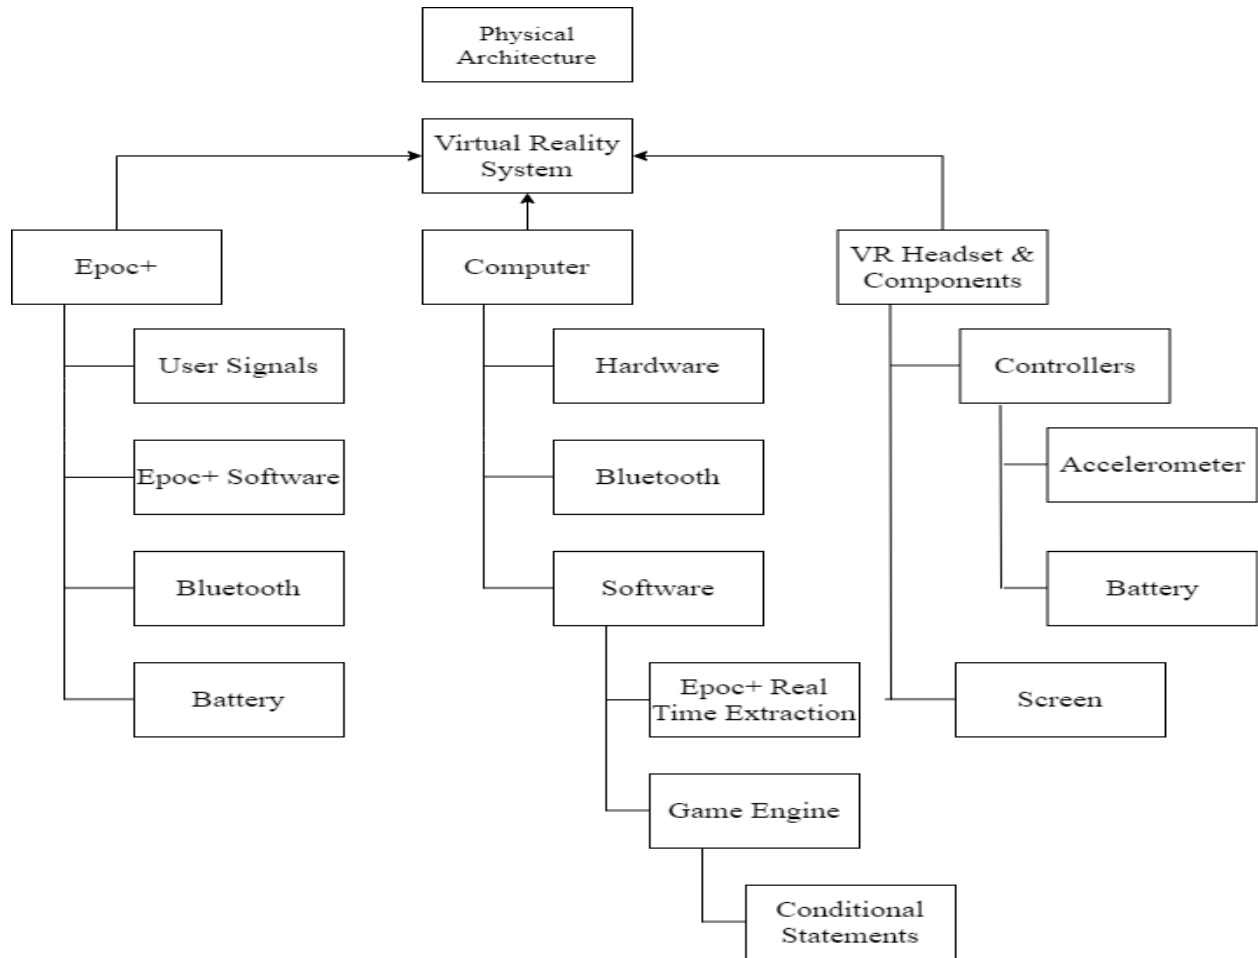 Physical
Architecture
Virtual Reality
System
Epoc+
Computer
VR Headset &
Components
User Signals
Hardware
Controllers
Epoc+ Software
Bluetooth
Accelerometer
Bluetooth
Software
Battery
Battery
Epoc+ Real
Time Extraction
Screen
Game Engine
Conditional
Statements